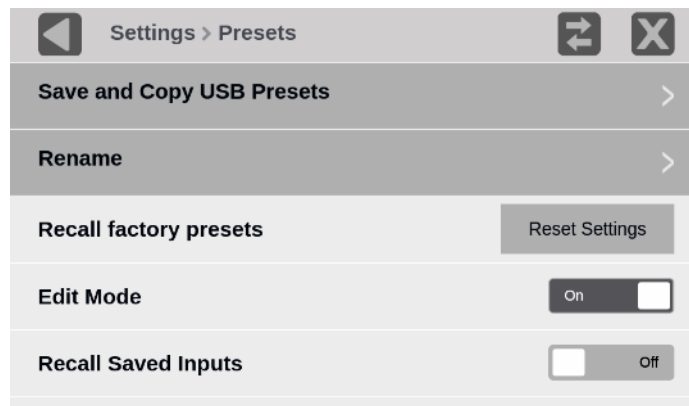 Settings > Presets
Save and Copy USB Presets
Rename
Recall factory presets
Reset Settings
Edit Mode
On
Recall Saved Inputs
Off